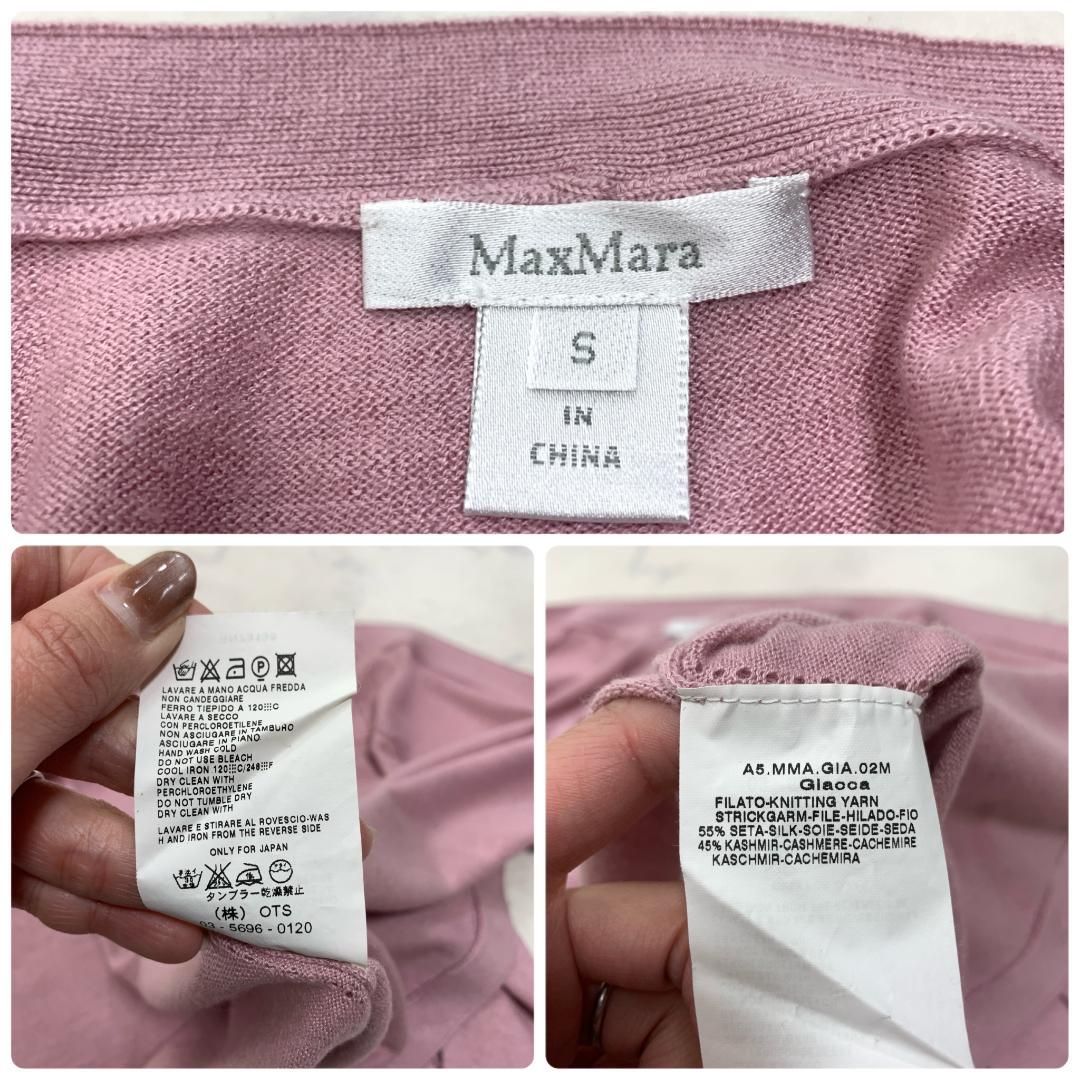 MaxMara
S
IN
CHINA
LAVARE A MANO ACQUA FREDDA
NON CANDEGGIARE
FERRO TIEPIDO A 120⁝⁝⁝C
LAVARE A SECCO
CON PERCLOROETILENE
NON ASCIUGARE IN TAMBURO
ASCIUGARE IN PIANO
HAND WASH COLD
DO NOT USE BLEACH
COOL IRON 120⁝⁝⁝C/248⁝⁝⁝F
DRY CLEAN WITH
PERCHLOROETHYLENE
DO NOT TUMBLE DRY
DRY CLEAN WITH
LAVARE E STIRARE AL ROVESCIO-WAS
H AND IRON FROM THE REVERSE SIDE
ONLY FOR JAPAN
タンブラー乾燥禁止
(株) OTS
03-5696-0120
A5.MMA.GIA.02M
Giacca
FILATO-KNITTING YARN
STRICKGARM-FILE-HILADO-FIO
55% SETA-SILK-SOIE-SEIDE-SEDA
45% KASHMIR-CASHMERE-CACHEMIRE
KASCHMIR-CACHEMIRA